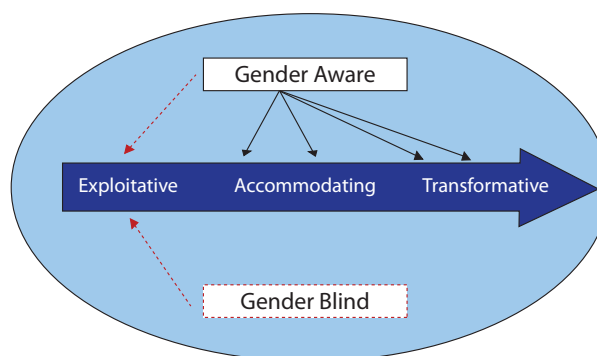 Gender Aware
Exploitative Accommodating Transformative
Gender Blind